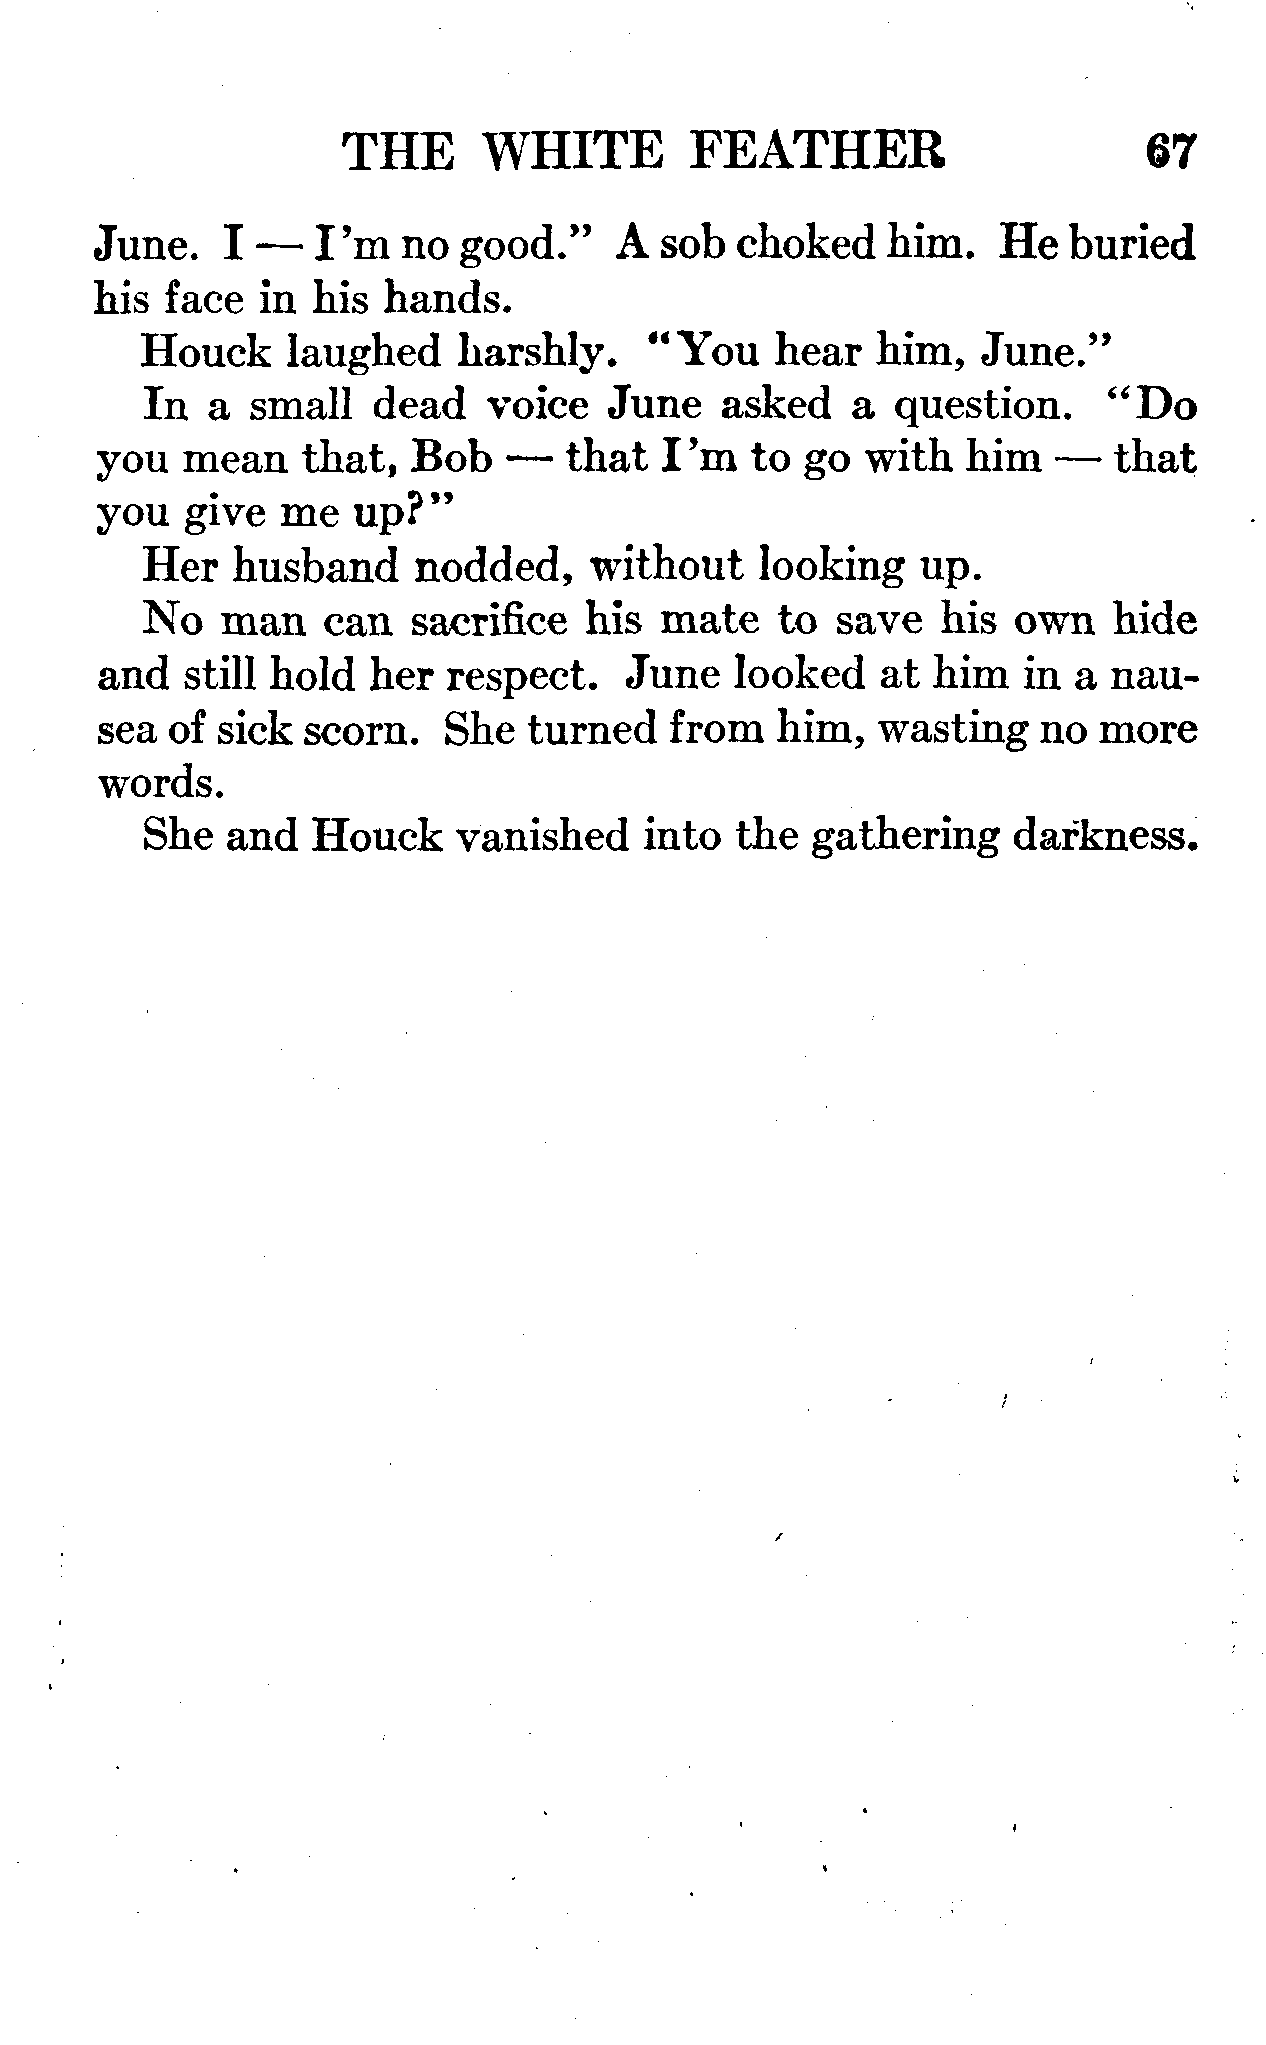 THE WHITE FEATHER 67
June. I — I'm no good.” A sob choked him. He buried
his face in his hands.
Houck laughed harshly. “You hear him, June.”
In a small dead voice June asked a question. “Do
you mean that, Bob — that I'm to go with him — that
you give me up?”
Her husband nodded, without looking up.
No man can sacrifice his mate to save his own hide
and still hold her respect. June looked at him in a nau-
sea of sick scorn. She turned from him, wasting no more
words.
She and Houck vanished into the gathering darkness.